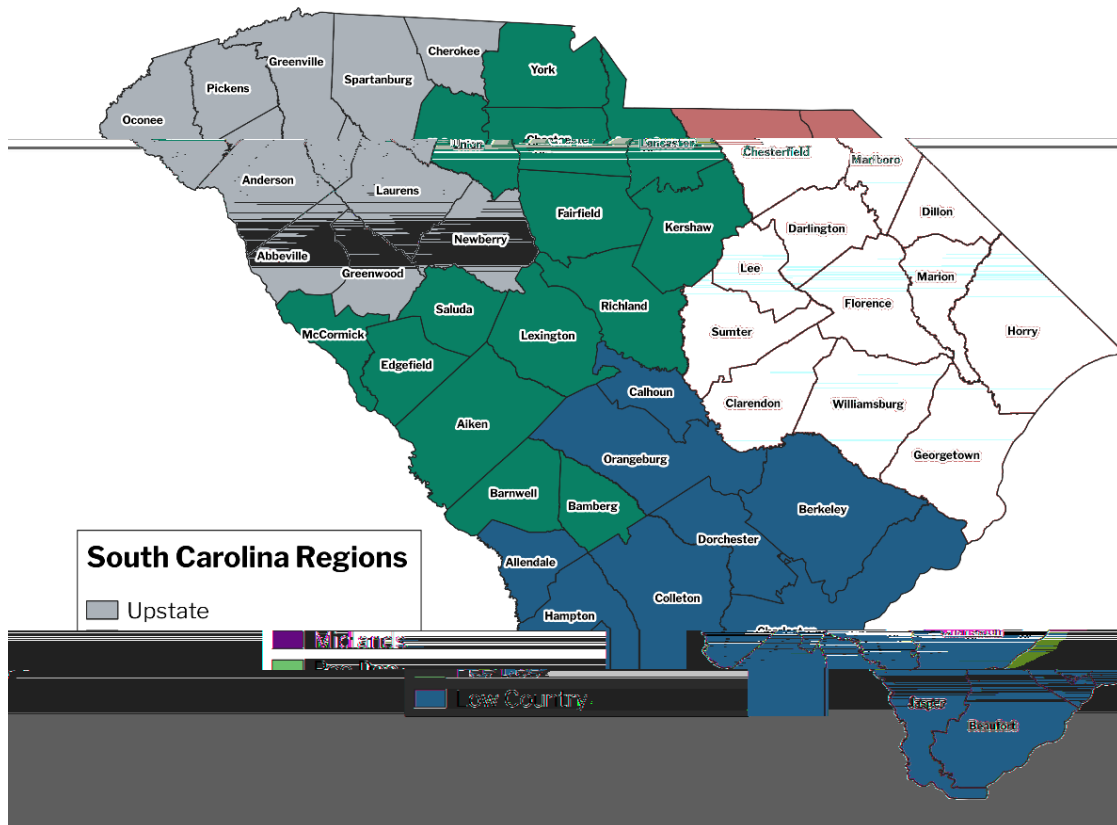 Cherokee
Greenville
York
Spartanburg
Pickens
Oconee
Union
Chester
Lancaster
Chesterfield
Marlboro
Anderson
Laurens
Dillon
Fairfield
Darlington
Kershaw
Newberry
Abbeville
Lee
Greenwood
Marion
Florence
Richland
Saluda
Sumter
Horry
McCormick
Lexington
Edgefield
Calhoun
Clarendon
Williamsburg
Aiken
Georgetown
Orangeburg
Barnwell
Bamberg
Berkeley
Dorchester
South Carolina Regions
Allendale
Colleton
Upstate
Hampton
Low Country
Jasper
Beaufort